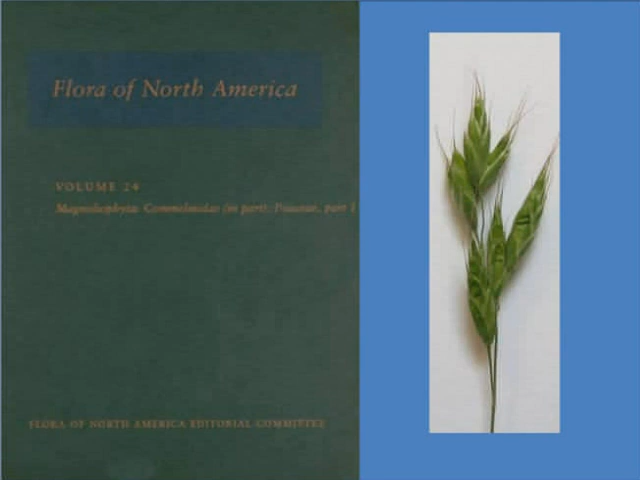 Flora of North America
VOLUME 24
Magnoliophyta: Commelinidae (in part): Poaceae, part 1
FLORA OF NORTH AMERICA EDITORIAL COMMITTEE